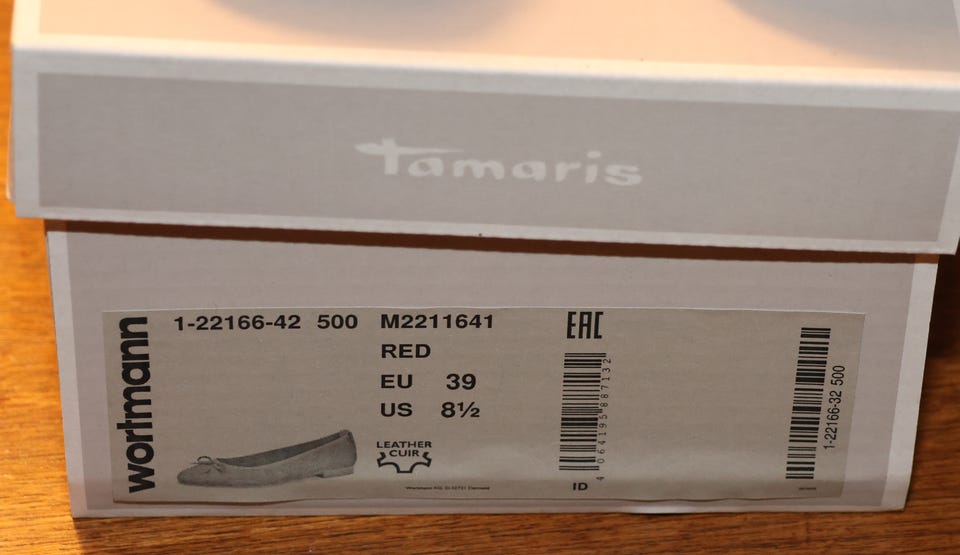 tamaris
wortmann
1-22166-42 500 M2211641
RED
EU 39
US 8½
LEATHER
CUIR
EAC
4 064195 887132
ID
1-22166-32 500